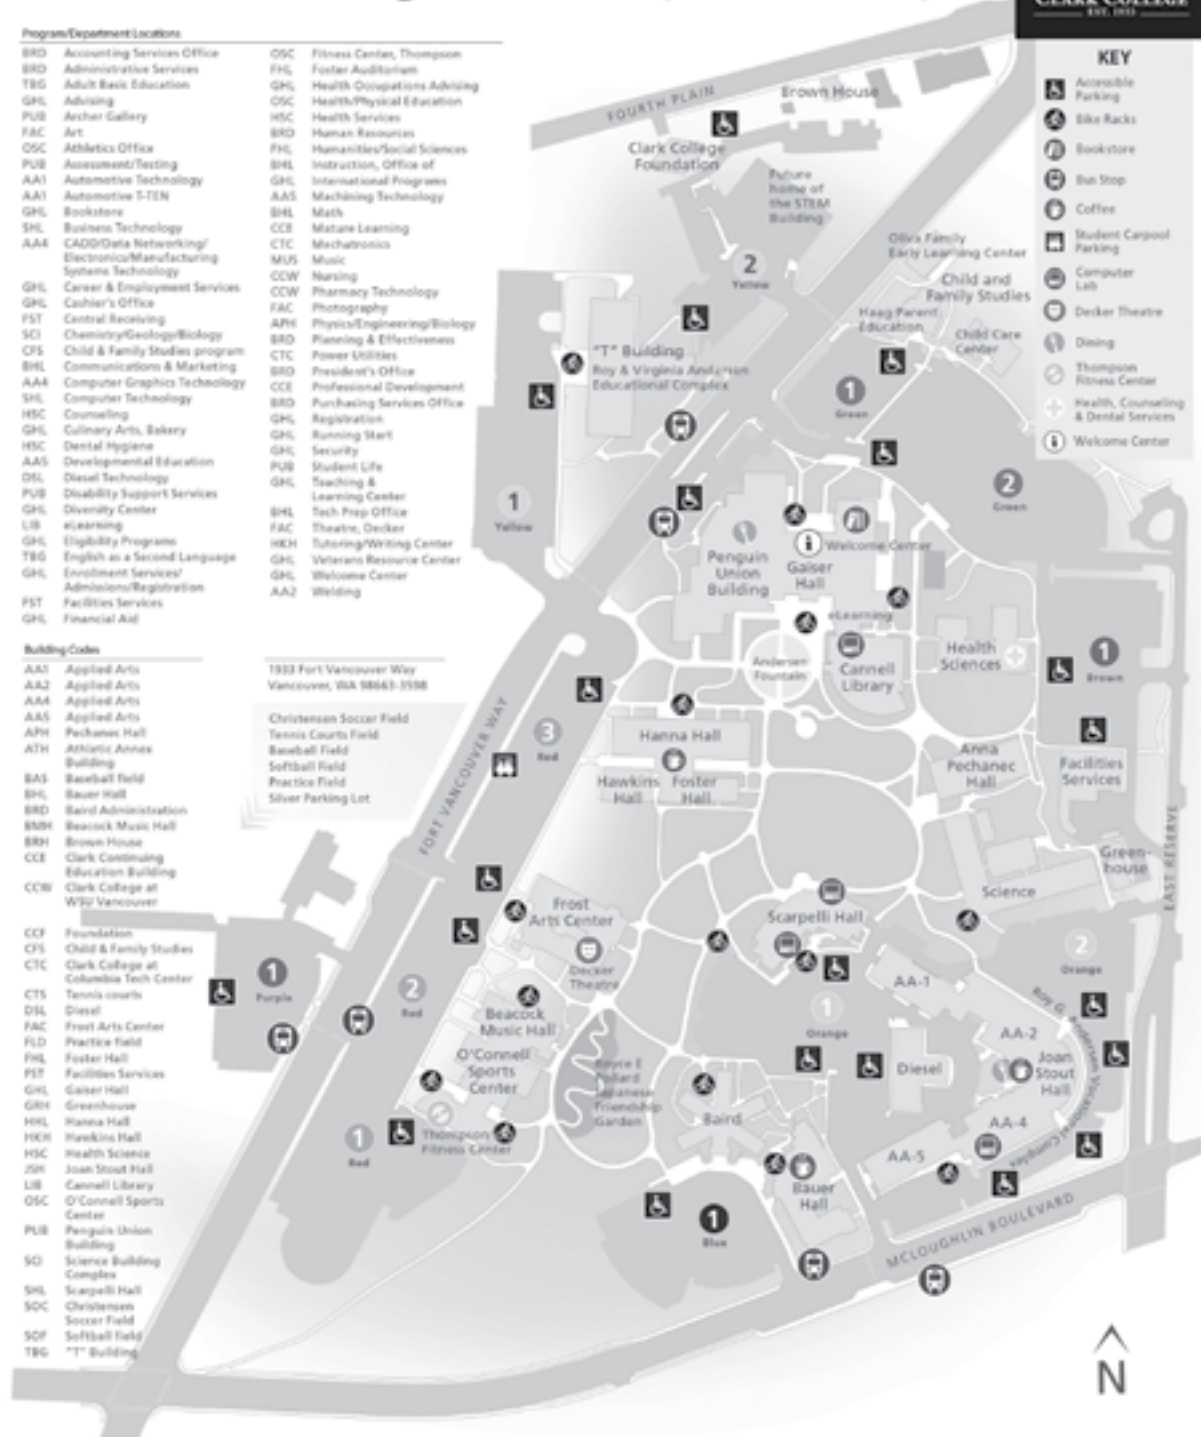 CLARK COLLEGE
EST. 1933
Program/Department Locations
BRD Accounting Services Office
BRD Administrative Services
TBG Adult Basic Education
GHL Advising
PUB Archer Gallery
FAC Art
OSC Athletics Office
PUB Assessment/Testing
AA1 Automotive Technology
AA1 Automotive T-TEN
GHL Bookstore
SHL Business Technology
AA4 CADD/Data Networking/
Electronics/Manufacturing
Systems Technology
GHL Career & Employment Services
GHL Cashier's Office
FST Central Receiving
SCI Chemistry/Geology/Biology
CFS Child & Family Studies program
BHL Communications & Marketing
AA4 Computer Graphics Technology
SHL Computer Technology
HSC Counseling
GHL Culinary Arts, Bakery
HSC Dental Hygiene
AA5 Developmental Education
DSL Diesel Technology
PUB Disability Support Services
GHL Diversity Center
LIB eLearning
GHL Eligibility Programs
TBG English as a Second Language
GHL Enrollment Services/
Admissions/Registration
FST Facilities Services
GHL Financial Aid
OSC Fitness Center, Thompson
FHL Foster Auditorium
GHL Health Occupations Advising
OSC Health/Physical Education
HSC Health Services
BRD Human Resources
FHL Humanities/Social Sciences
BHL Instruction, Office of
GHL International Programs
AA5 Machining Technology
BHL Math
CCE Mature Learning
CTC Mechatronics
MUS Music
CCW Nursing
CCW Pharmacy Technology
FAC Photography
APH Physics/Engineering/Biology
BRD Planning & Effectiveness
CTC Power Utilities
BRD President's Office
CCE Professional Development
BRD Purchasing Services Office
GHL Registration
GHL Running Start
GHL Security
PUB Student Life
GHL Teaching &
Learning Center
BHL Tech Prep Office
FAC Theatre, Decker
HKH Tutoring/Writing Center
GHL Veterans Resource Center
GHL Welcome Center
AA2 Welding
Building Codes
AA1 Applied Arts
AA2 Applied Arts
AA4 Applied Arts
AA5 Applied Arts
APH Pechanec Hall
ATH Athletic Annex
Building
BAS Baseball field
BHL Bauer Hall
BRD Baird Administration
BMH Beacock Music Hall
BRH Brown House
CCE Clark Continuing
Education Building
CCW Clark College at
WSU Vancouver
CCF Foundation
CFS Child & Family Studies
CTC Clark College at
Columbia Tech Center
CTS Tennis courts
DSL Diesel
FAC Frost Arts Center
FLD Practice field
FHL Foster Hall
FST Facilities Services
GHL Gaiser Hall
GRH Greenhouse
HHL Hanna Hall
HKH Hawkins Hall
HSC Health Science
JSH Joan Stout Hall
LIB Cannell Library
OSC O'Connell Sports
Center
PUB Penguin Union
Building
SCI Science Building
Complex
SHL Scarpelli Hall
SOC Christensen
Soccer Field
SOF Softball field
TBG "T" Building
1933 Fort Vancouver Way
Vancouver, WA 98663-3598
Christensen Soccer Field
Tennis Courts Field
Baseball Field
Softball Field
Practice Field
Silver Parking Lot
KEY
Accessible
Parking
Bike Racks
Bookstore
Bus Stop
Coffee
Student Carpool
Parking
Computer
Lab
Decker Theatre
Dining
Thompson
Fitness Center
Health, Counseling
& Dental Services
Welcome Center
FOURTH PLAIN
Brown House
Clark College
Foundation
Future
home of
the STEM
Building
2
Yellow
Oliva Family
Early Learning Center
Child and
Family Studies
Haag Parent
Education
Child Care
Center
"T" Building
Roy & Virginia Andersen
Educational Complex
1
Green
2
Green
1
Yellow
Penguin
Union
Building
Welcome Center
Gaiser
Hall
eLearning
Andersen
Fountain
Cannell
Library
Health
Sciences
1
Brown
FORT VANCOUVER WAY
3
Red
Hanna Hall
Hawkins
Hall
Foster
Hall
Anna
Pechanec
Hall
Facilities
Services
Green-
house
EAST RESERVE
Science
Frost
Arts Center
Decker
Theatre
Scarpelli Hall
2
Orange
AA-1
1
Purple
2
Red
Beacock
Music Hall
O'Connell
Sports
Center
Royce E
Pollard
Japanese
Friendship
Garden
1
Orange
AA-2
Diesel
Joan
Stout
Hall
Roy G. Andersen Vocational Complex
1
Red
Thompson
Fitness Center
Baird
AA-4
AA-5
Bauer
Hall
1
Blue
MCLOUGHLIN BOULEVARD
N